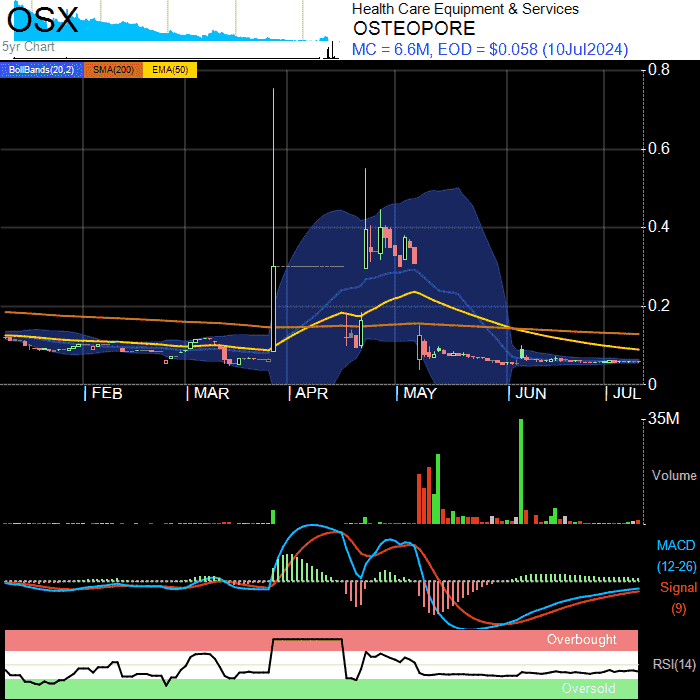 OSX
Health Care Equipment & Services
OSTEOPORE
5yr Chart
MC = 6.6M, EOD = $0.058 (10Jul2024)
BollBands(20,2) SMA(200) EMA(50)
0.8
0.6
0.4
0.2
0
FEB MAR APR MAY JUN JUL
35M
Volume
MACD
(12-26)
Signal
(9)
Overbought
RSI(14)
Oversold